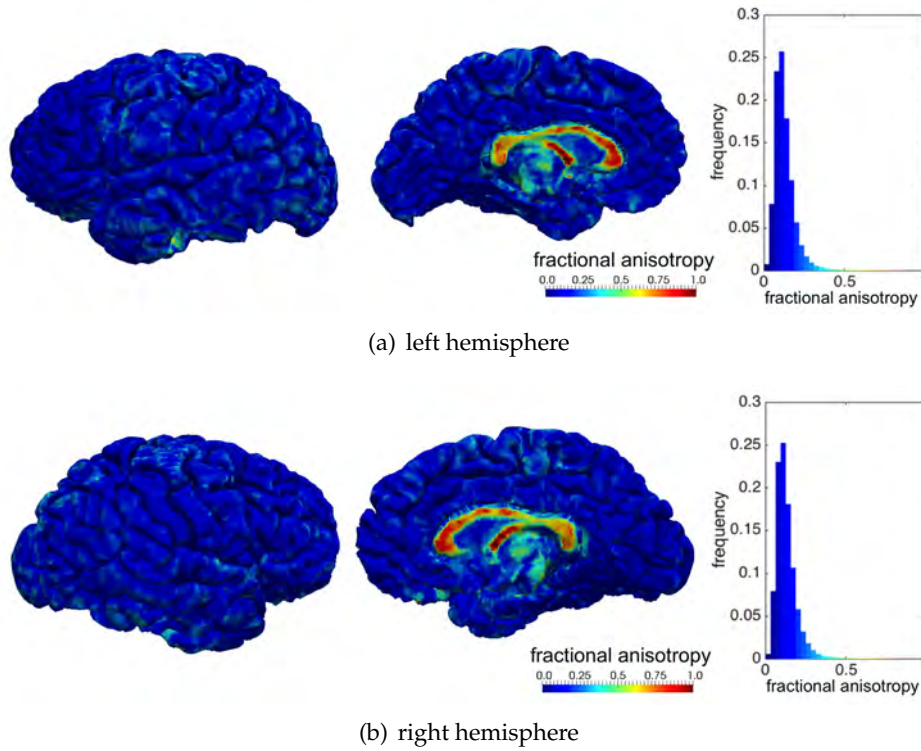 0.3
0.25
0.2
0.15
0.1
0.05
0
frequency
0 0.5
fractional anisotropy
fractional anisotropy
0.0 0.25 0.5 0.75 1.0
(a) left hemisphere
0.3
0.25
0.2
0.15
0.1
0.05
0
frequency
0 0.5
fractional anisotropy
fractional anisotropy
0.0 0.25 0.5 0.75 1.0
(b) right hemisphere